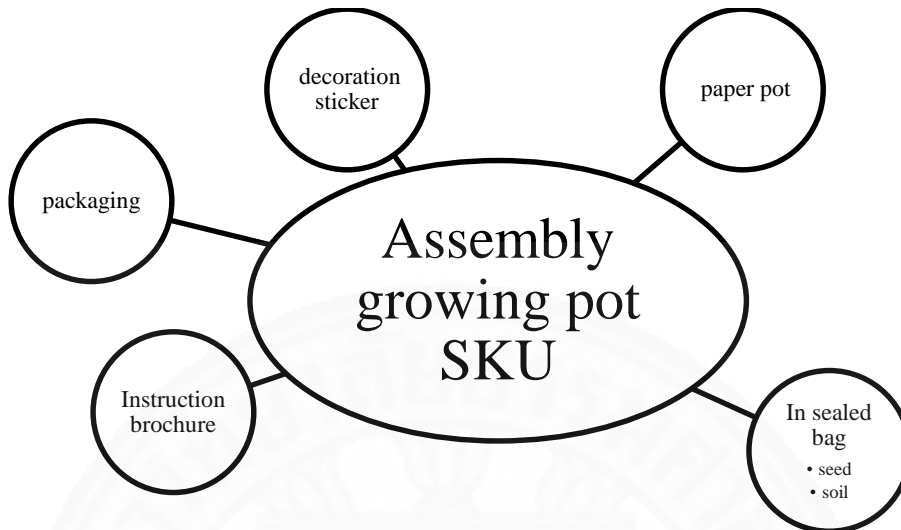 decoration
sticker
paper pot
packaging
Assembly
growing pot
SKU
Instruction
brochure
In sealed
bag
• seed
• soil